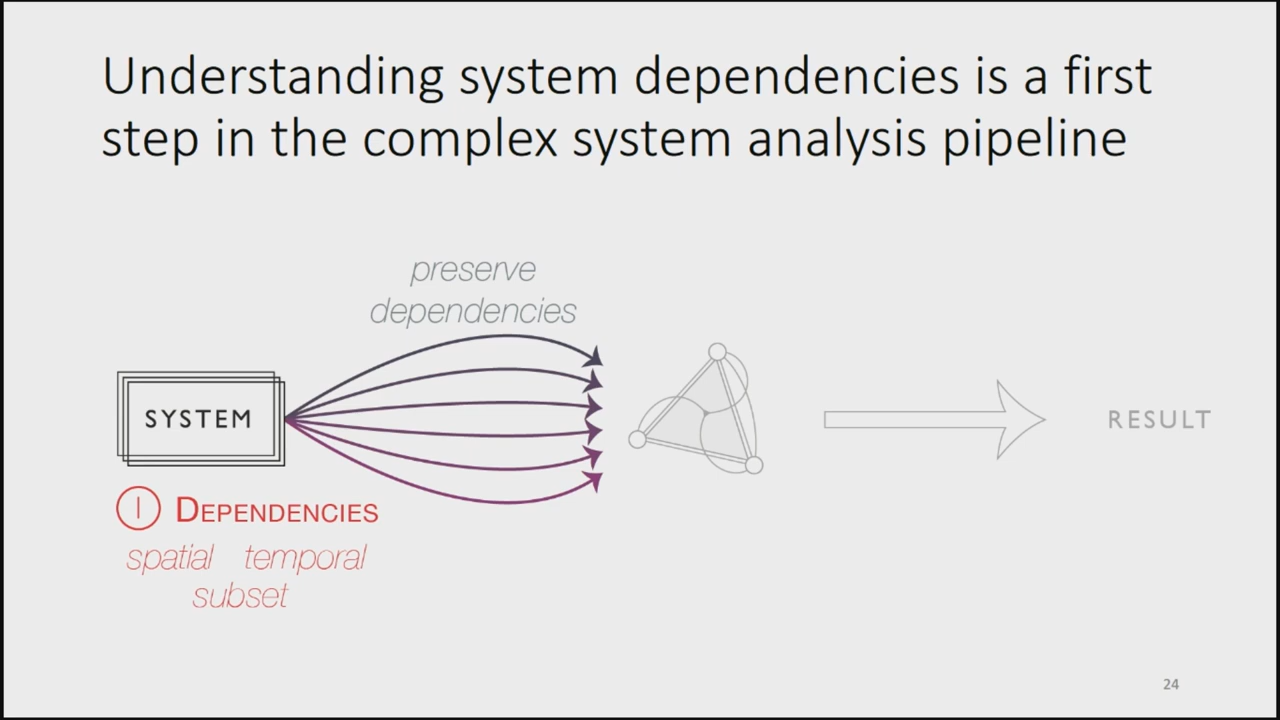 Understanding system dependencies is a first
step in the complex system analysis pipeline
preserve
dependencies
SYSTEM
RESULT
1 DEPENDENCIES
spatial temporal
subset
24